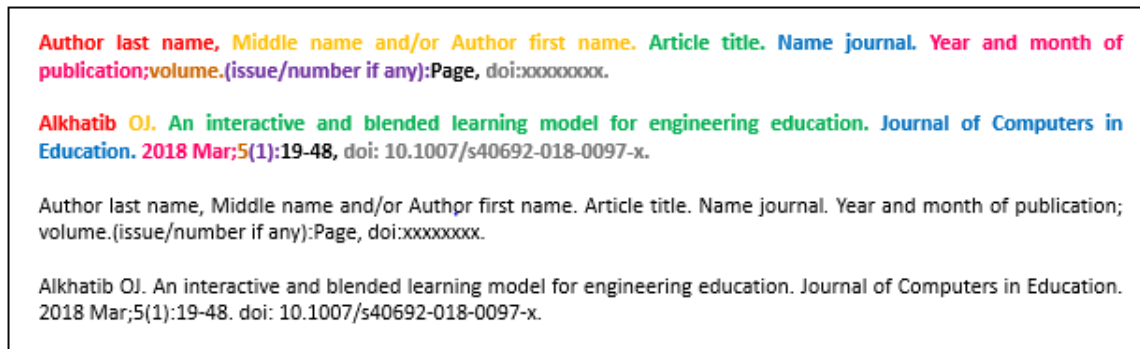 Author last name, Middle name and/or Author first name. Article title. Name journal. Year and month of
publication;volume.(issue/number if any):Page, doi:xxxxxxxx.
Alkhatib OJ. An interactive and blended learning model for engineering education. Journal of Computers in
Education. 2018 Mar;5(1):19-48, doi: 10.1007/s40692-018-0097-x.
Author last name, Middle name and/or Author first name. Article title. Name journal. Year and month of publication;
volume.(issue/number if any):Page, doi:xxxxxxxx.
Alkhatib OJ. An interactive and blended learning model for engineering education. Journal of Computers in Education.
2018 Mar;5(1):19-48. doi: 10.1007/s40692-018-0097-x.